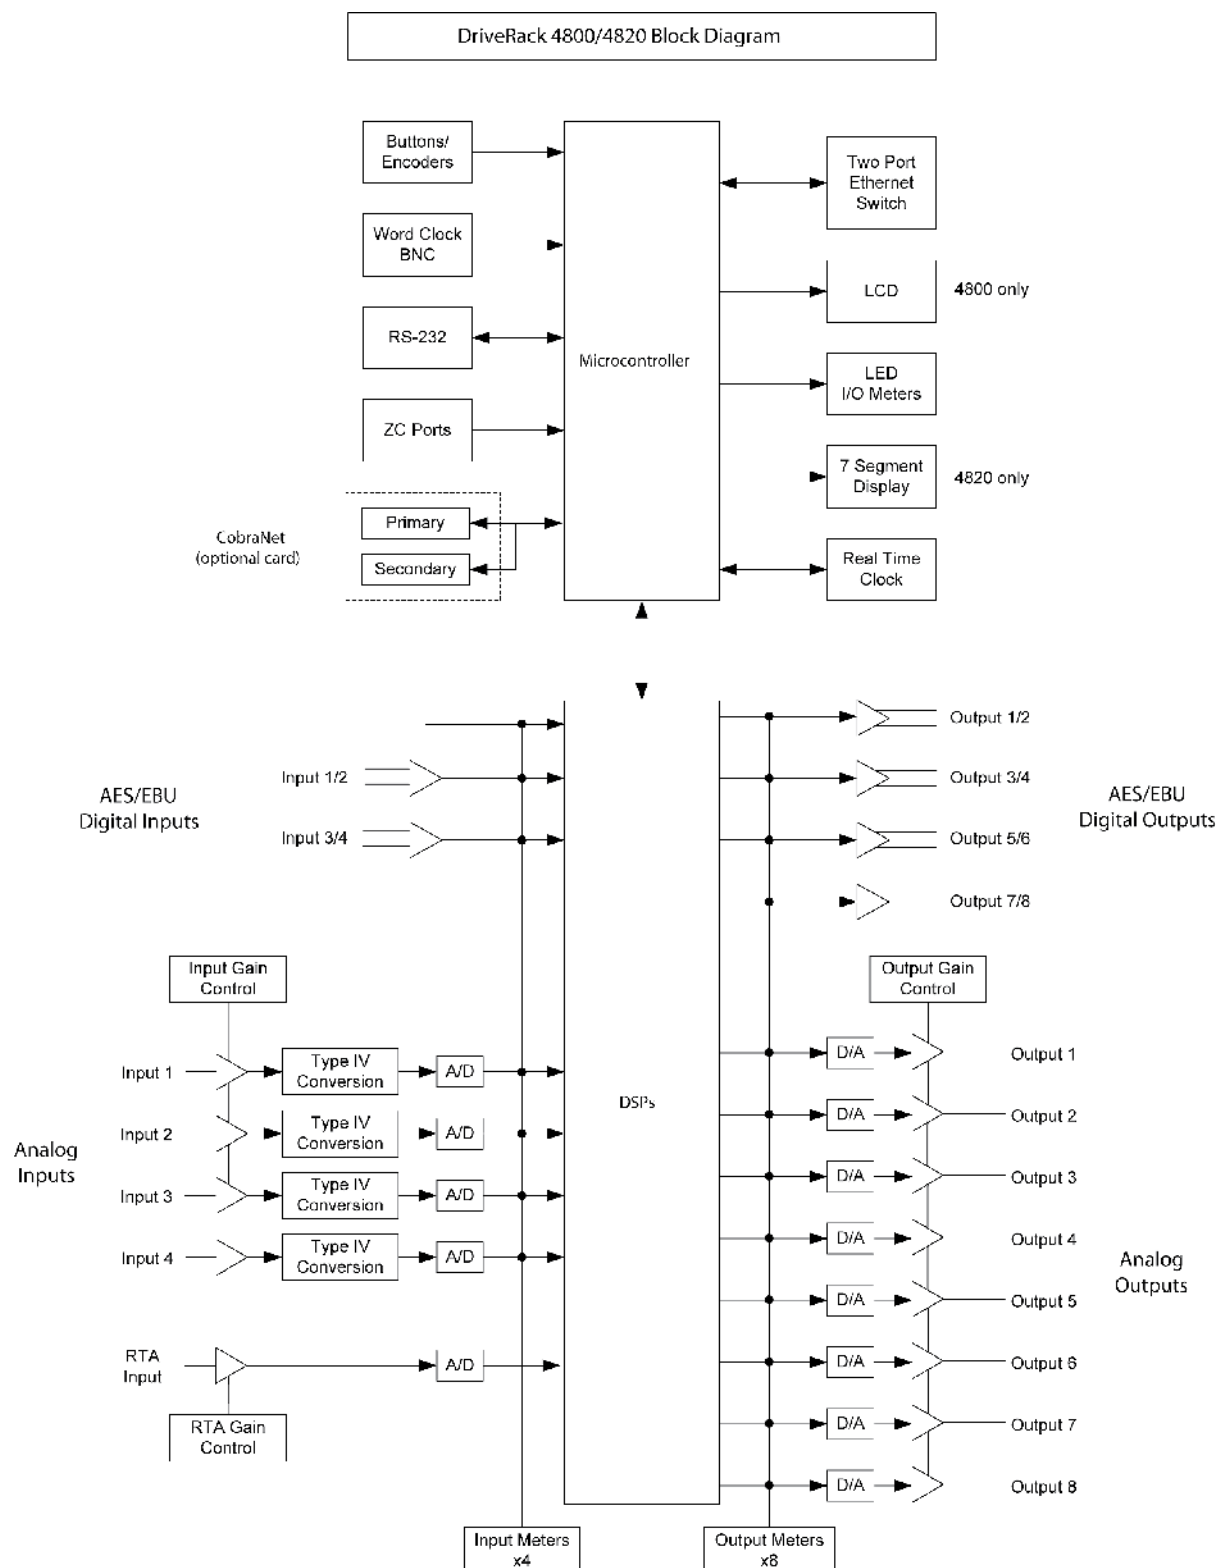 DriveRack 4800/4820 Block Diagram
Buttons/
Encoders
Two Port
Ethernet
Switch
Word Clock
BNC
LCD
4800 only
RS-232
Microcontroller
LED
I/O Meters
ZC Ports
7 Segment
Display
4820 only
CobraNet
(optional card)
Primary
Secondary
Real Time
Clock
AES/EBU
Digital Inputs
Input 1/2
Input 3/4
Output 1/2
Output 3/4
Output 5/6
Output 7/8
AES/EBU
Digital Outputs
Input Gain
Control
Output Gain
Control
Analog
Inputs
Input 1
Type IV
Conversion
A/D
Input 2
Type IV
Conversion
A/D
Input 3
Type IV
Conversion
A/D
Input 4
Type IV
Conversion
A/D
RTA
Input
A/D
RTA Gain
Control
DSPs
D/A
Output 1
D/A
Output 2
D/A
Output 3
D/A
Output 4
D/A
Output 5
D/A
Output 6
D/A
Output 7
D/A
Output 8
Analog
Outputs
Input Meters
x4
Output Meters
x8